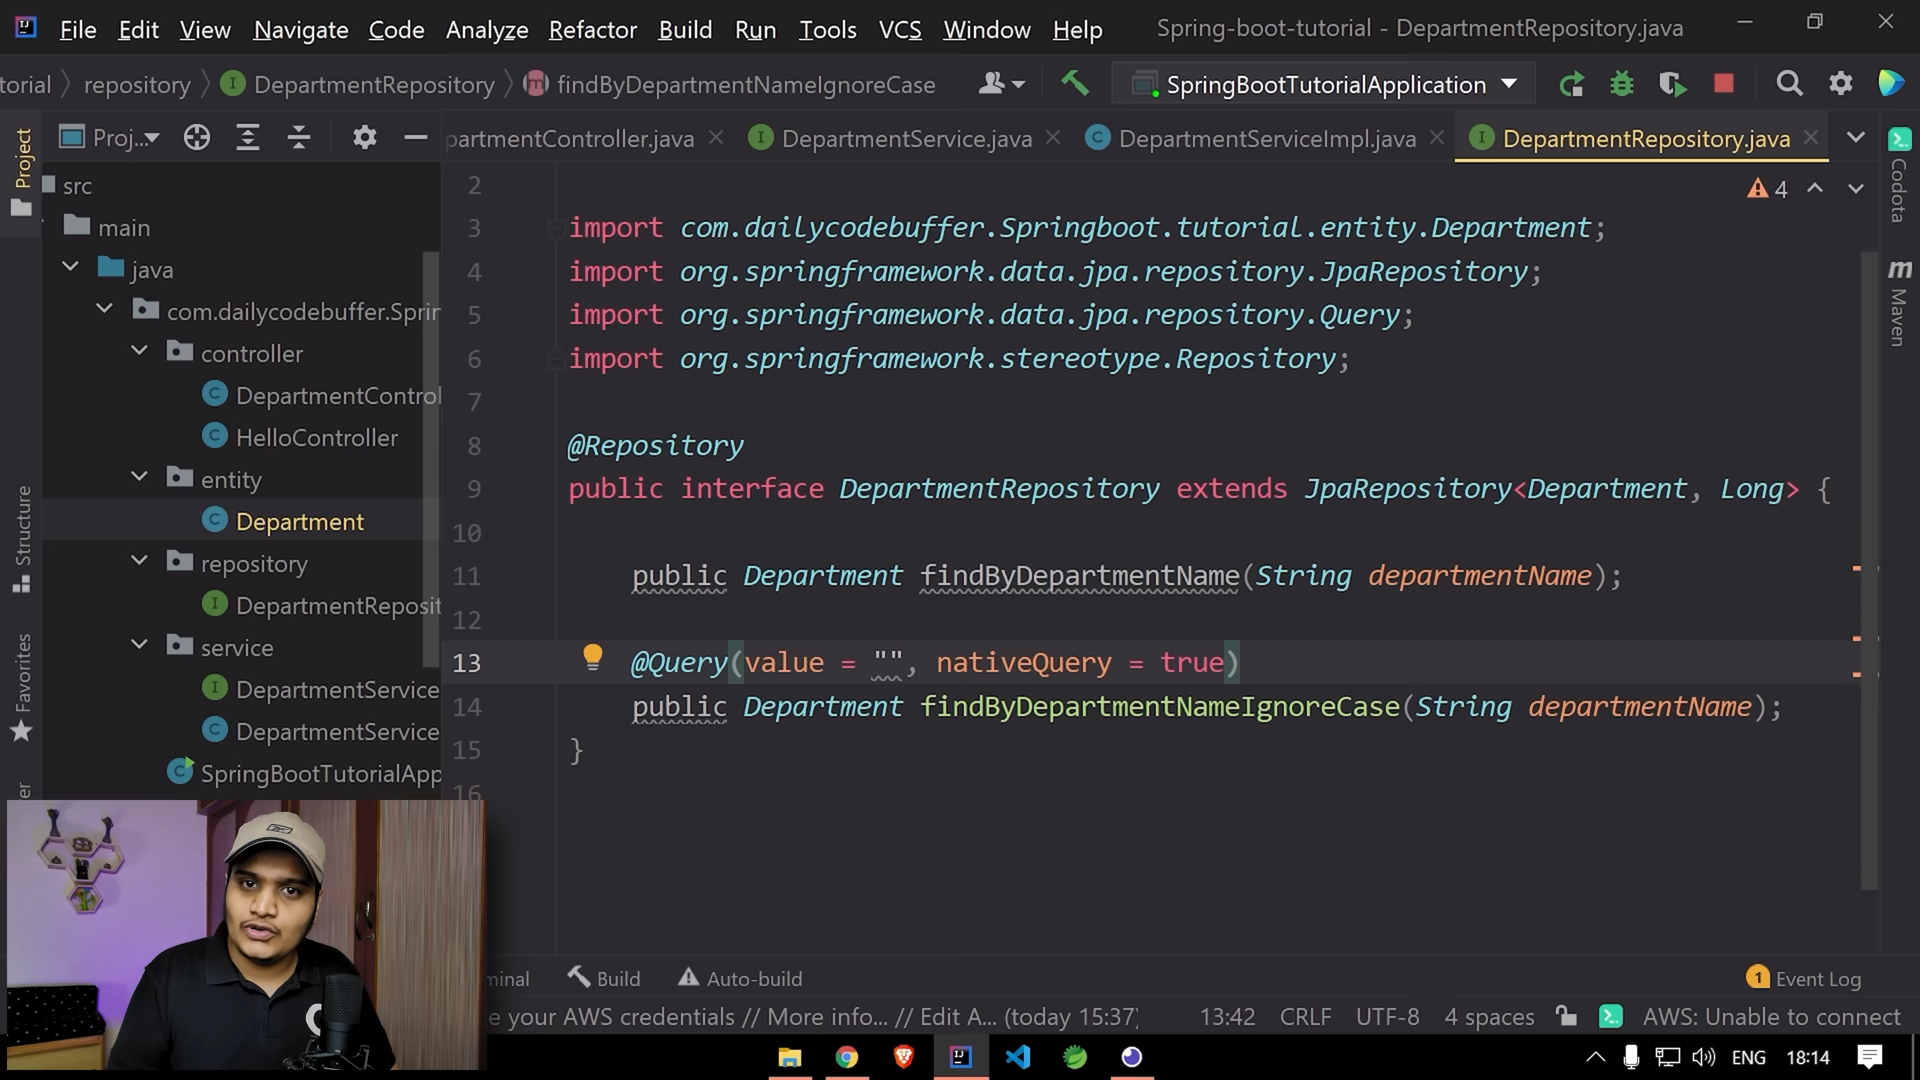 File Edit View Navigate Code Analyze Refactor Build Run Tools VCS Window Help Spring-boot-tutorial - DepartmentRepository.java
torial repository DepartmentRepository findByDepartmentNameIgnoreCase SpringBootTutorialApplication
Proj... partmentController.java DepartmentService.java DepartmentServiceImpl.java DepartmentRepository.java
Project
Structure
Favorites
er
src
main
java
com.dailycodebuffer.Sprin
controller
DepartmentControl
HelloController
entity
Department
repository
DepartmentReposit
service
DepartmentService
DepartmentService
SpringBootTutorialApp
4
2
3 import com.dailycodebuffer.Springboot.tutorial.entity.Department;
4 import org.springframework.data.jpa.repository.JpaRepository;
5 import org.springframework.data.jpa.repository.Query;
6 import org.springframework.stereotype.Repository;
7
8 @Repository
9 public interface DepartmentRepository extends JpaRepository<Department, Long> {
10
11 public Department findByDepartmentName(String departmentName);
12
13 @Query(value = "", nativeQuery = true)
14 public Department findByDepartmentNameIgnoreCase(String departmentName);
15 }
16
Codota
m Maven
minal Build Auto-build 1 Event Log
e your AWS credentials // More info... // Edit A... (today 15:37) 13:42 CRLF UTF-8 4 spaces AWS: Unable to connect
ENG 18:14